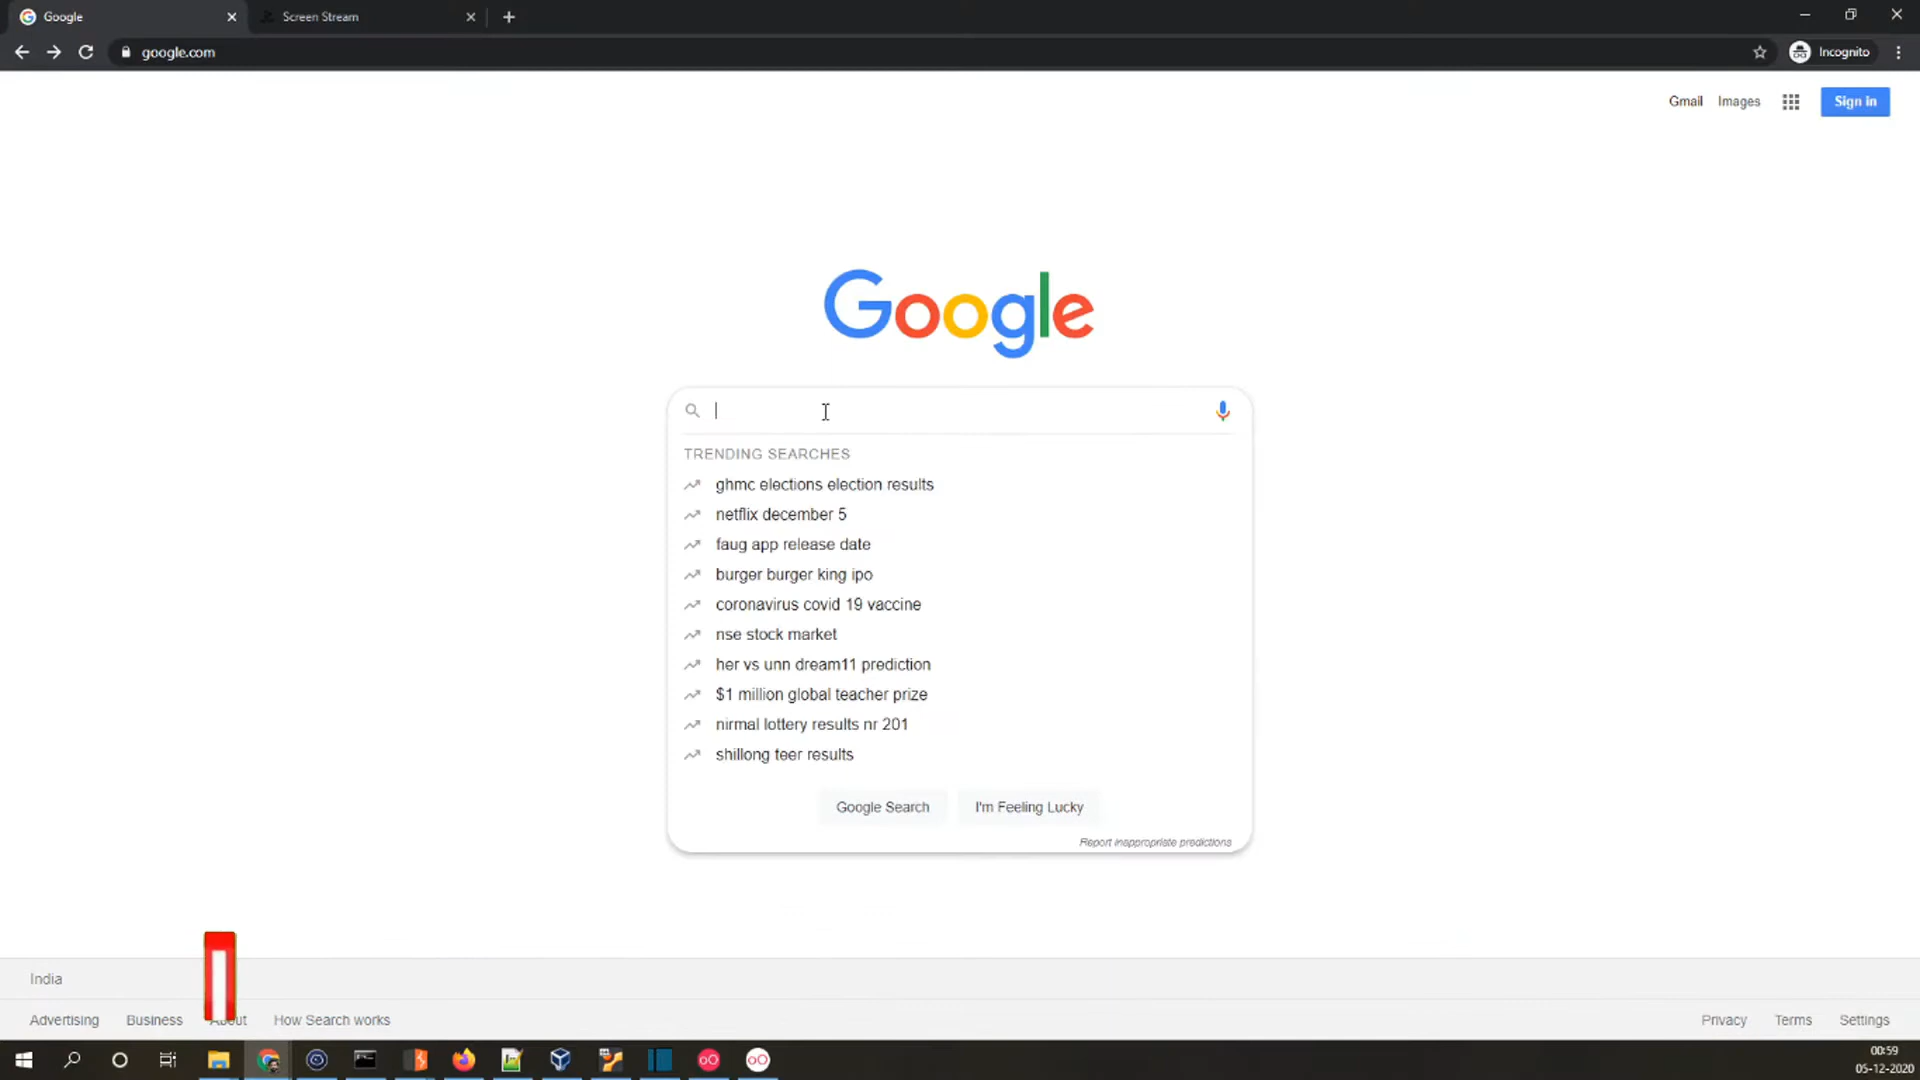 Google
Screen Stream
google.com
Incognito
Gmail Images Sign in
Google
TRENDING SEARCHES
ghmc elections election results
netflix december 5
faug app release date
burger burger king ipo
coronavirus covid 19 vaccine
nse stock market
her vs unn dream11 prediction
$1 million global teacher prize
nirmal lottery results nr 201
shillong teer results
Google Search I'm Feeling Lucky
Report inappropriate predictions
India
Advertising Business About How Search works Privacy Terms Settings
00:59
05-12-2020